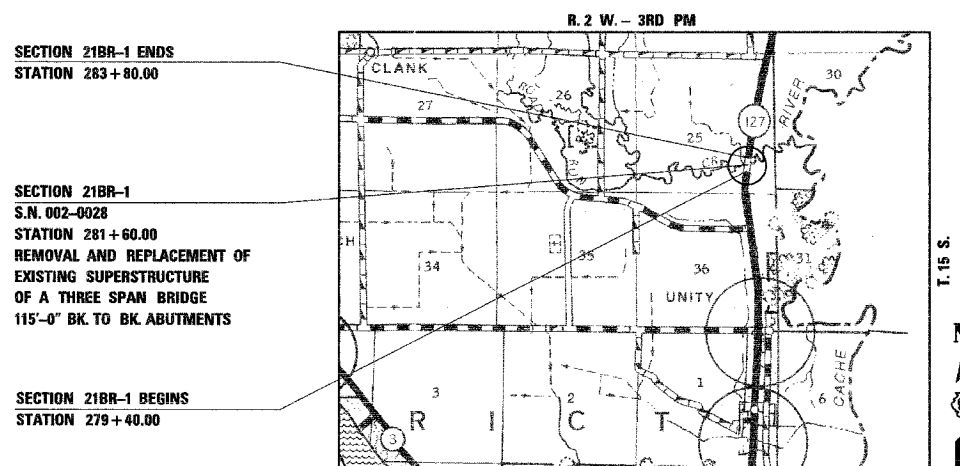 R. 2 W. – 3RD PM
SECTION 21BR–1 ENDS
STATION 283+80.00
SECTION 21BR–1
S.N. 002–0028
STATION 281+60.00
REMOVAL AND REPLACEMENT OF
EXISTING SUPERSTRUCTURE
OF A THREE SPAN BRIDGE
115'–0" BK. TO BK. ABUTMENTS
SECTION 21BR–1 BEGINS
STATION 279+40.00
CLANK
30
27
26
127
RIVER
25
CR
T. 15 S.
34
35
36
31
UNITY
3
2
1
6
CACHE
R I C T
3